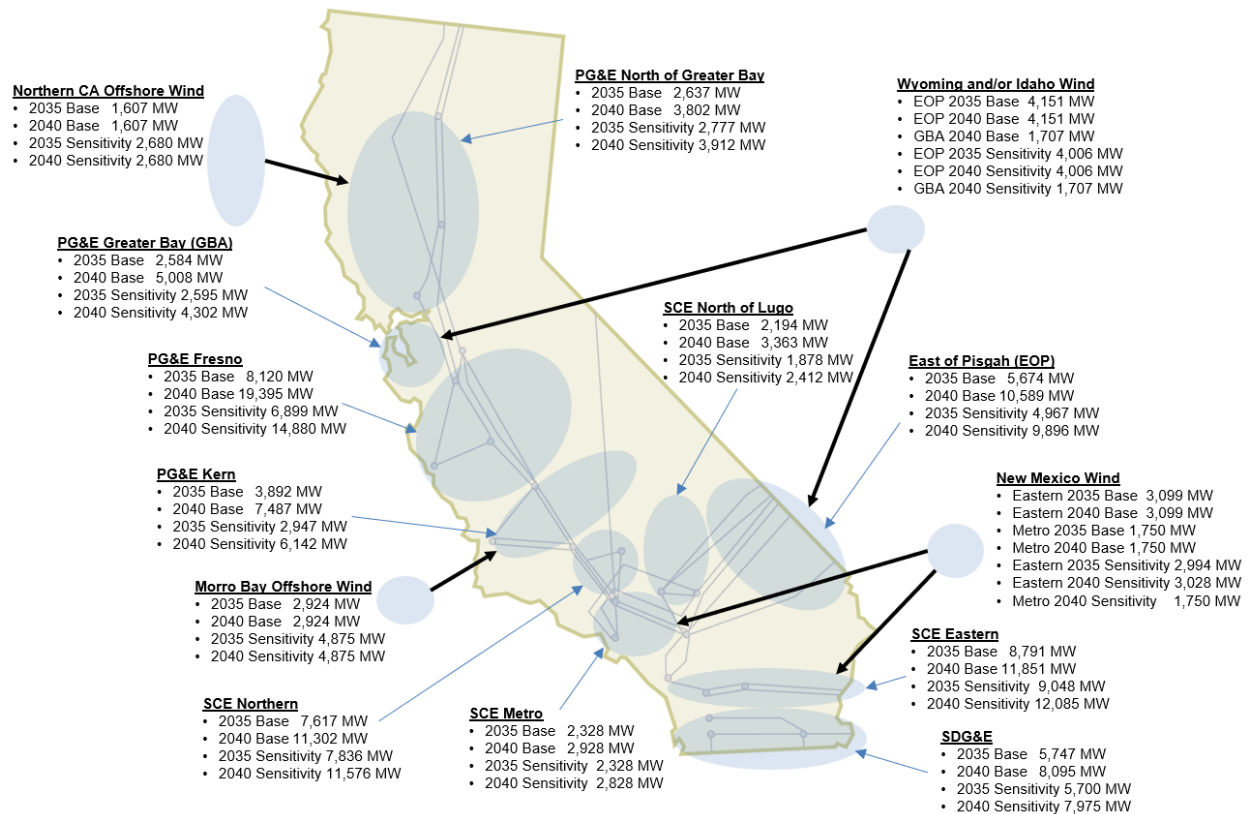 Northern CA Offshore Wind
• 2035 Base 1,607 MW
• 2040 Base 1,607 MW
• 2035 Sensitivity 2,680 MW
• 2040 Sensitivity 2,680 MW
PG&E North of Greater Bay
• 2035 Base 2,637 MW
• 2040 Base 3,802 MW
• 2035 Sensitivity 2,777 MW
• 2040 Sensitivity 3,912 MW
Wyoming and/or Idaho Wind
• EOP 2035 Base 4,151 MW
• EOP 2040 Base 4,151 MW
• GBA 2040 Base 1,707 MW
• EOP 2035 Sensitivity 4,006 MW
• EOP 2040 Sensitivity 4,006 MW
• GBA 2040 Sensitivity 1,707 MW
PG&E Greater Bay (GBA)
• 2035 Base 2,584 MW
• 2040 Base 5,008 MW
• 2035 Sensitivity 2,595 MW
• 2040 Sensitivity 4,302 MW
SCE North of Lugo
• 2035 Base 2,194 MW
• 2040 Base 3,363 MW
• 2035 Sensitivity 1,878 MW
• 2040 Sensitivity 2,412 MW
PG&E Fresno
• 2035 Base 8,120 MW
• 2040 Base 19,395 MW
• 2035 Sensitivity 6,899 MW
• 2040 Sensitivity 14,880 MW
East of Pisgah (EOP)
• 2035 Base 5,674 MW
• 2040 Base 10,589 MW
• 2035 Sensitivity 4,967 MW
• 2040 Sensitivity 9,896 MW
PG&E Kern
• 2035 Base 3,892 MW
• 2040 Base 7,487 MW
• 2035 Sensitivity 2,947 MW
• 2040 Sensitivity 6,142 MW
New Mexico Wind
• Eastern 2035 Base 3,099 MW
• Eastern 2040 Base 3,099 MW
• Metro 2035 Base 1,750 MW
• Metro 2040 Base 1,750 MW
• Eastern 2035 Sensitivity 2,994 MW
• Eastern 2040 Sensitivity 3,028 MW
• Metro 2040 Sensitivity 1,750 MW
Morro Bay Offshore Wind
• 2035 Base 2,924 MW
• 2040 Base 2,924 MW
• 2035 Sensitivity 4,875 MW
• 2040 Sensitivity 4,875 MW
SCE Eastern
• 2035 Base 8,791 MW
• 2040 Base 11,851 MW
• 2035 Sensitivity 9,048 MW
• 2040 Sensitivity 12,085 MW
SCE Northern
• 2035 Base 7,617 MW
• 2040 Base 11,302 MW
• 2035 Sensitivity 7,836 MW
• 2040 Sensitivity 11,576 MW
SCE Metro
• 2035 Base 2,328 MW
• 2040 Base 2,928 MW
• 2035 Sensitivity 2,328 MW
• 2040 Sensitivity 2,828 MW
SDG&E
• 2035 Base 5,747 MW
• 2040 Base 8,095 MW
• 2035 Sensitivity 5,700 MW
• 2040 Sensitivity 7,975 MW